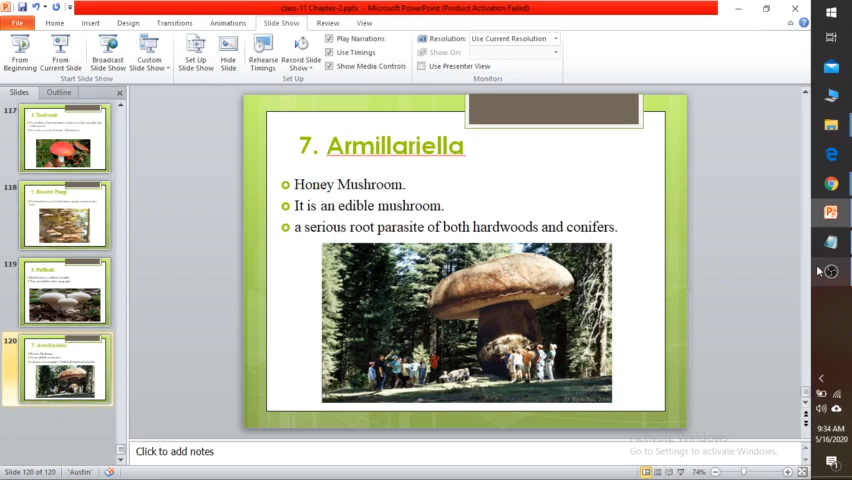 class-11 Chapter-2.pptx - Microsoft PowerPoint (Product Activation Failed)
File Home Insert Design Transitions Animations Slide Show Review View
From Beginning
From Current Slide
Broadcast Slide Show
Custom Slide Show
Start Slide Show
Set Up Slide Show
Hide Slide
Rehearse Timings
Record Slide Show
Play Narrations
Use Timings
Show Media Controls
Set Up
Resolution: Use Current Resolution
Show On:
Use Presenter View
Monitors
Slides Outline
117
118
119
120
7. Armillariella
Honey Mushroom.
It is an edible mushroom.
a serious root parasite of both hardwoods and conifers.
Click to add notes
Activate Windows
Go to Settings to activate Windows.
Slide 120 of 120 "Austin" 74%
9:34 AM
5/16/2020